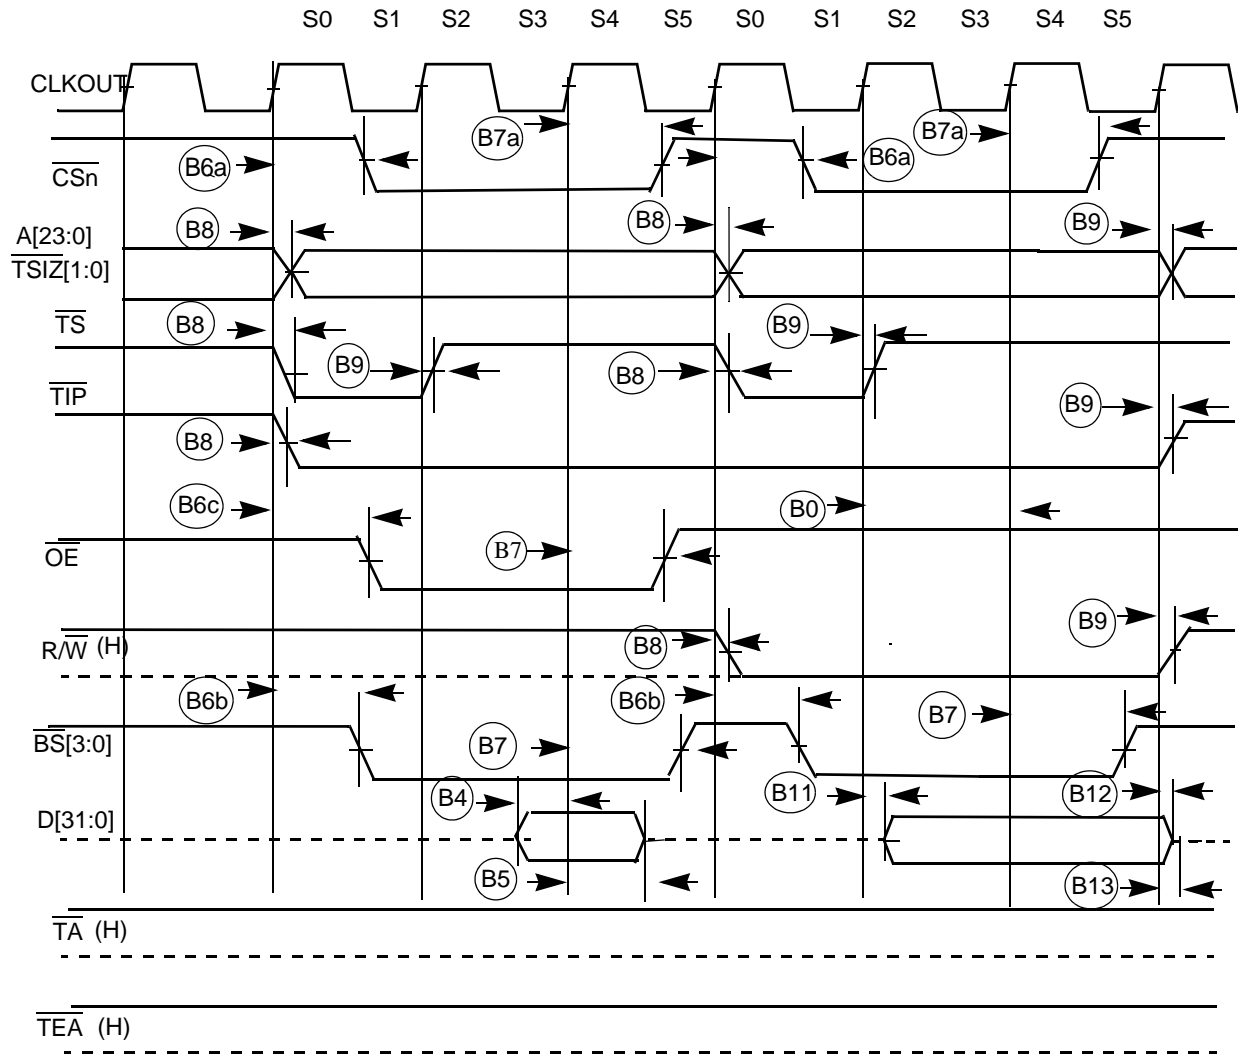 S0 S1 S2 S3 S4 S5 S0 S1 S2 S3 S4 S5
CLKOUT
B7a B7a
B6a B6a
CSn
B8 B8 B9
A[23:0]
TSIZ[1:0]
TS
B8 B9
B9 B8
TIP
B9
B8
B6c B0
OE
B7
R/W (H)
B8 B9
B6b B6b
BS[3:0]
B7 B7
B4 B11 B12
D[31:0]
B5 B13
TA (H)
TEA (H)